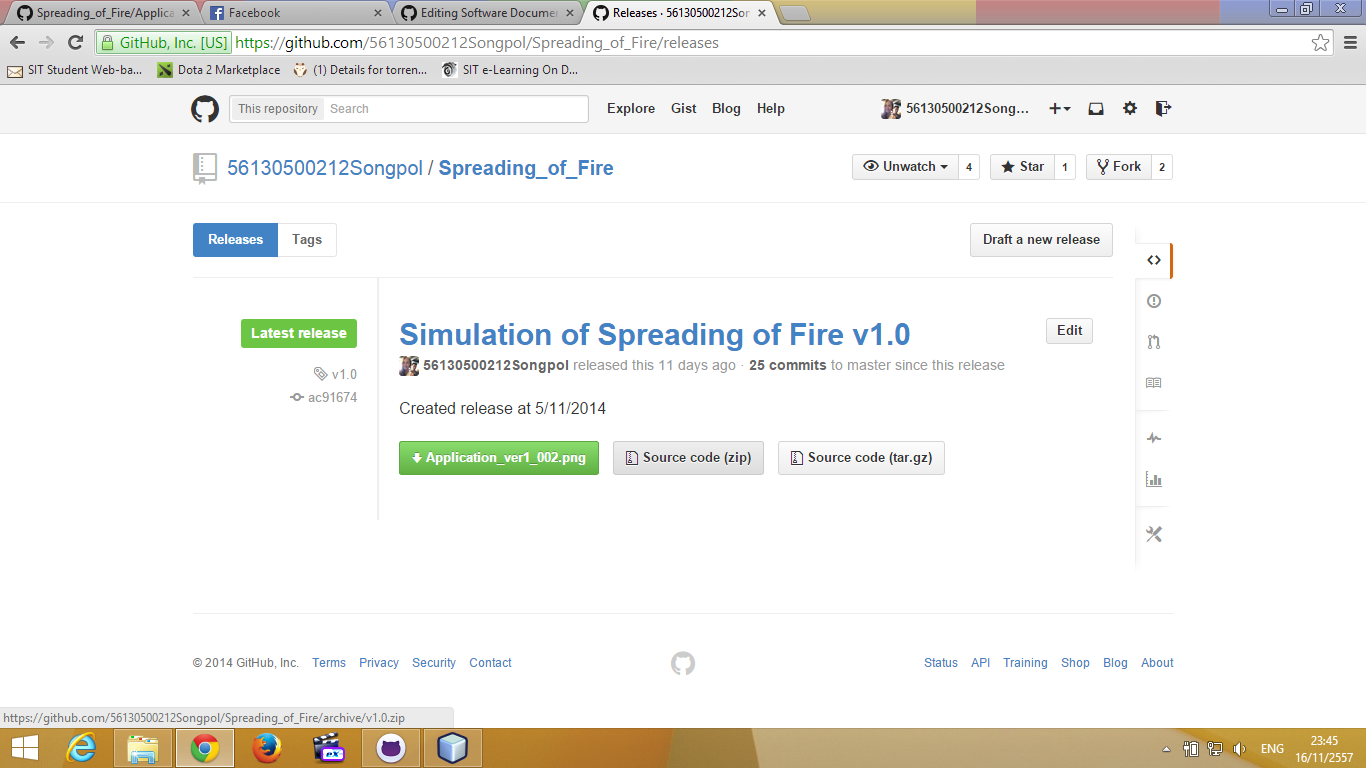 Spreading_of_Fire/Applica
Facebook
Editing Software Documen
Releases · 56130500212Son
GitHub, Inc. [US] https://github.com/56130500212Songpol/Spreading_of_Fire/releases
SIT Student Web-ba... Dota 2 Marketplace (1) Details for torren... SIT e-Learning On D...
This repository Search Explore Gist Blog Help 56130500212Song...
56130500212Songpol / Spreading_of_Fire Unwatch 4 Star 1 Fork 2
Releases Tags Draft a new release
Latest release
v1.0
ac91674
Simulation of Spreading of Fire v1.0 Edit
56130500212Songpol released this 11 days ago · 25 commits to master since this release
Created release at 5/11/2014
Application_ver1_002.png Source code (zip) Source code (tar.gz)
© 2014 GitHub, Inc. Terms Privacy Security Contact Status API Training Shop Blog About
https://github.com/56130500212Songpol/Spreading_of_Fire/archive/v1.0.zip
ENG 23:45
16/11/2557